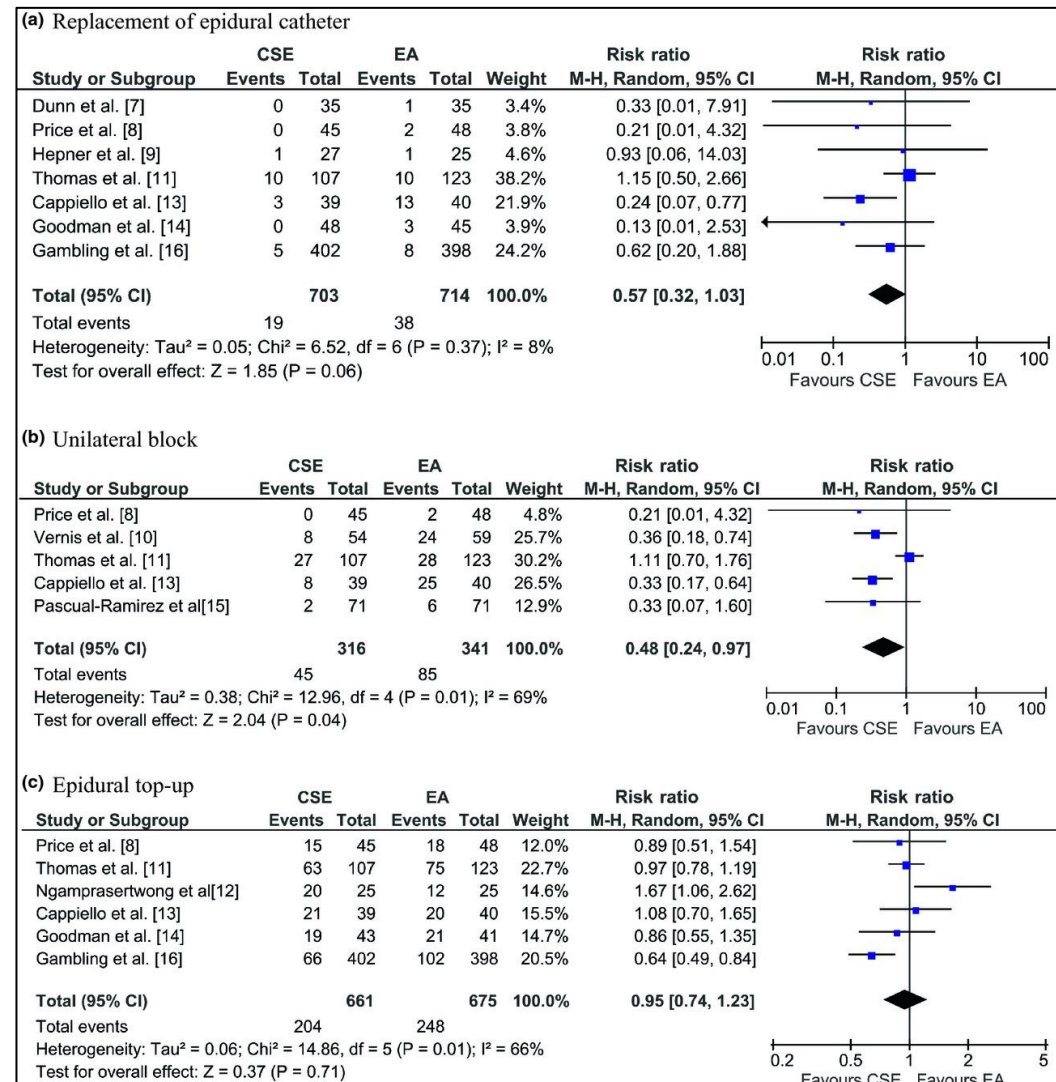 (a) Replacement of epidural catheter
CSE EA Risk ratio Risk ratio
Study or Subgroup Events Total Events Total Weight M-H, Random, 95% CI M-H, Random, 95% CI
Dunn et al. [7] 0 35 1 35 3.4% 0.33 [0.01, 7.91]
Price et al. [8] 0 45 2 48 3.8% 0.21 [0.01, 4.32]
Hepner et al. [9] 1 27 1 25 4.6% 0.93 [0.06, 14.03]
Thomas et al. [11] 10 107 10 123 38.2% 1.15 [0.50, 2.66]
Cappiello et al. [13] 3 39 13 40 21.9% 0.24 [0.07, 0.77]
Goodman et al. [14] 0 48 3 45 3.9% 0.13 [0.01, 2.53]
Gambling et al. [16] 5 402 8 398 24.2% 0.62 [0.20, 1.88]
Total (95% CI) 703 714 100.0% 0.57 [0.32, 1.03]
Total events 19 38
Heterogeneity: Tau² = 0.05; Chi² = 6.52, df = 6 (P = 0.37); I² = 8%
Test for overall effect: Z = 1.85 (P = 0.06)
0.01 0.1 1 10 100
Favours CSE Favours EA
(b) Unilateral block
CSE EA Risk ratio Risk ratio
Study or Subgroup Events Total Events Total Weight M-H, Random, 95% CI M-H, Random, 95% CI
Price et al. [8] 0 45 2 48 4.8% 0.21 [0.01, 4.32]
Vernis et al. [10] 8 54 24 59 25.7% 0.36 [0.18, 0.74]
Thomas et al. [11] 27 107 28 123 30.2% 1.11 [0.70, 1.76]
Cappiello et al. [13] 8 39 25 40 26.5% 0.33 [0.17, 0.64]
Pascual-Ramirez et al[15] 2 71 6 71 12.9% 0.33 [0.07, 1.60]
Total (95% CI) 316 341 100.0% 0.48 [0.24, 0.97]
Total events 45 85
Heterogeneity: Tau² = 0.38; Chi² = 12.96, df = 4 (P = 0.01); I² = 69%
Test for overall effect: Z = 2.04 (P = 0.04)
0.01 0.1 1 10 100
Favours CSE Favours EA
(c) Epidural top-up
CSE EA Risk ratio Risk ratio
Study or Subgroup Events Total Events Total Weight M-H, Random, 95% CI M-H, Random, 95% CI
Price et al. [8] 15 45 18 48 12.0% 0.89 [0.51, 1.54]
Thomas et al. [11] 63 107 75 123 22.7% 0.97 [0.78, 1.19]
Ngamprasertwong et al[12] 20 25 12 25 14.6% 1.67 [1.06, 2.62]
Cappiello et al. [13] 21 39 20 40 15.5% 1.08 [0.70, 1.65]
Goodman et al. [14] 19 43 21 41 14.7% 0.86 [0.55, 1.35]
Gambling et al. [16] 66 402 102 398 20.5% 0.64 [0.49, 0.84]
Total (95% CI) 661 675 100.0% 0.95 [0.74, 1.23]
Total events 204 248
Heterogeneity: Tau² = 0.06; Chi² = 14.86, df = 5 (P = 0.01); I² = 66%
Test for overall effect: Z = 0.37 (P = 0.71)
0.2 0.5 1 2 5
Favours CSE Favours EA